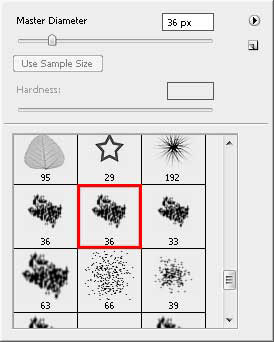 Master Diameter 36 px
Use Sample Size
Hardness:
95 29 192
36 36 33
63 66 39